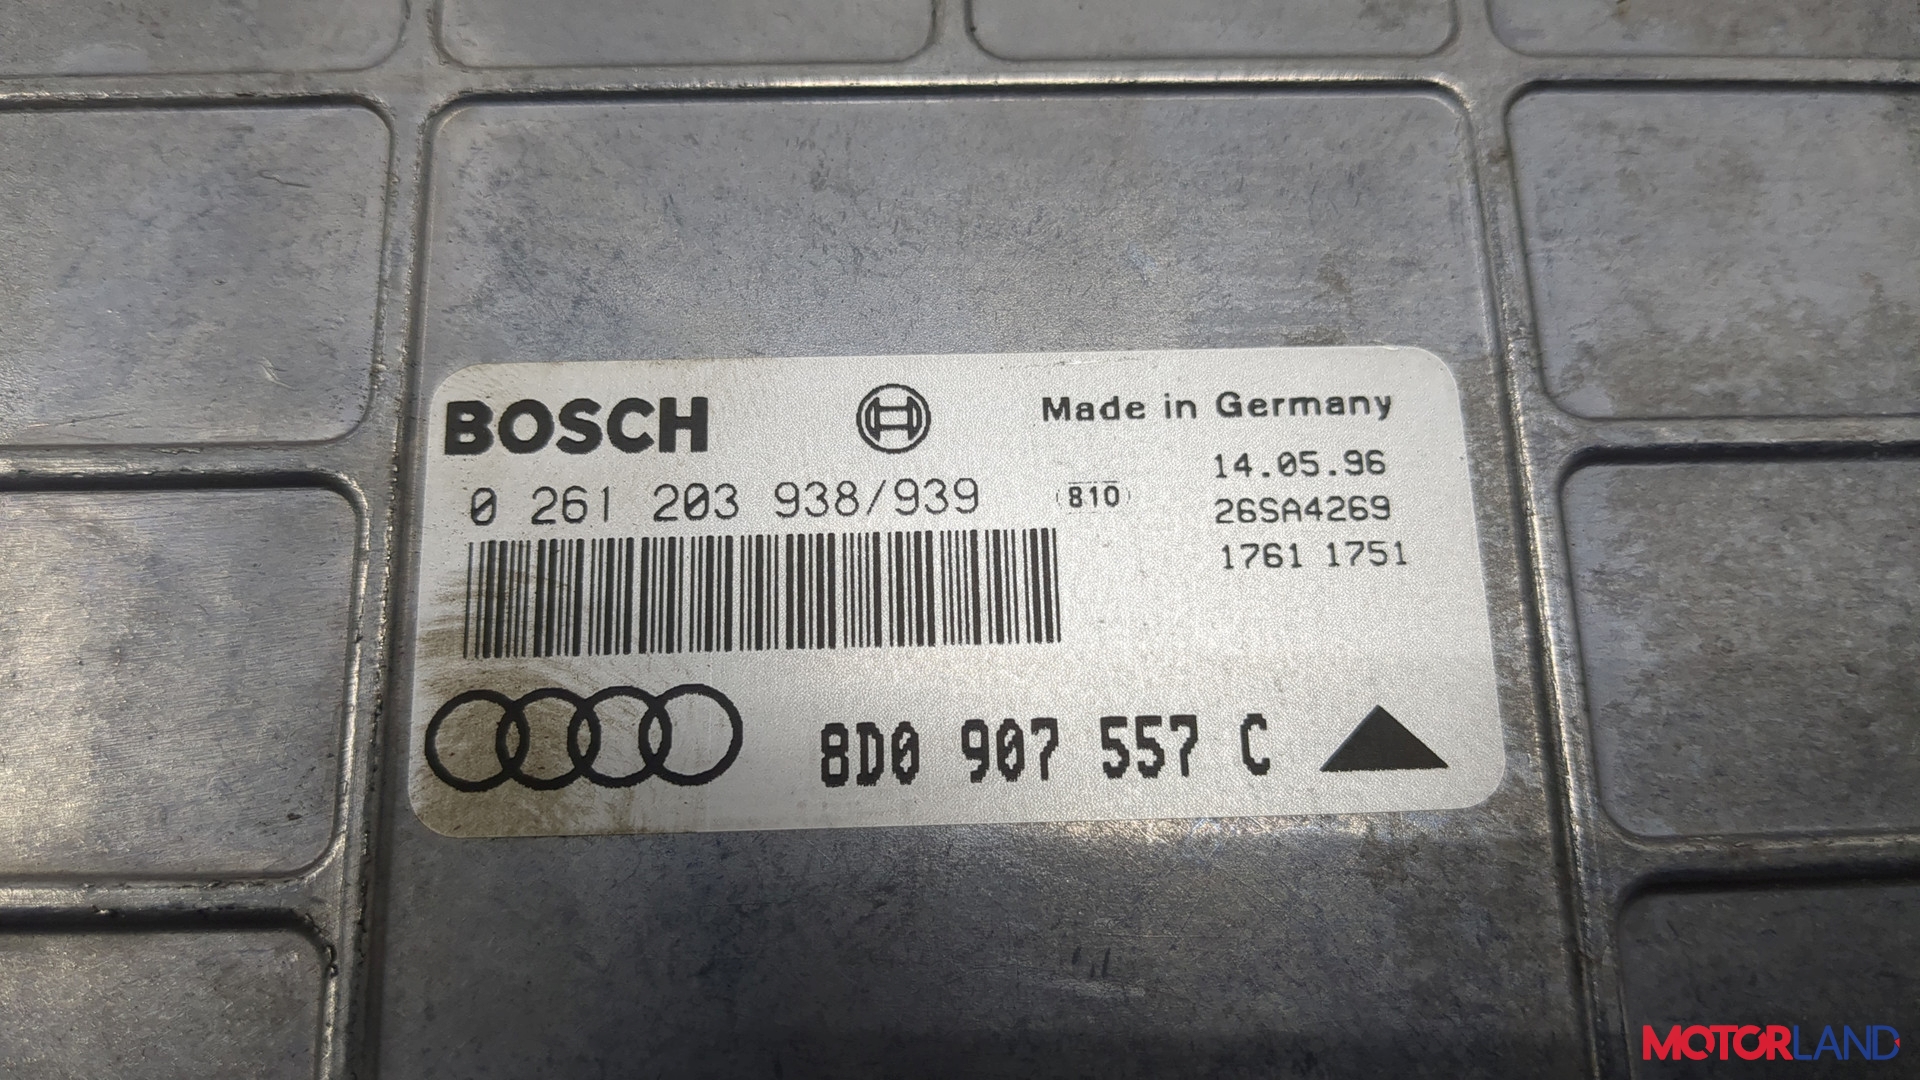 BOSCH
Made in Germany
0 261 203 938/939
(810)
14.05.96
26SA4269
1761 1751
8D0 907 557 C
MOTORLAND